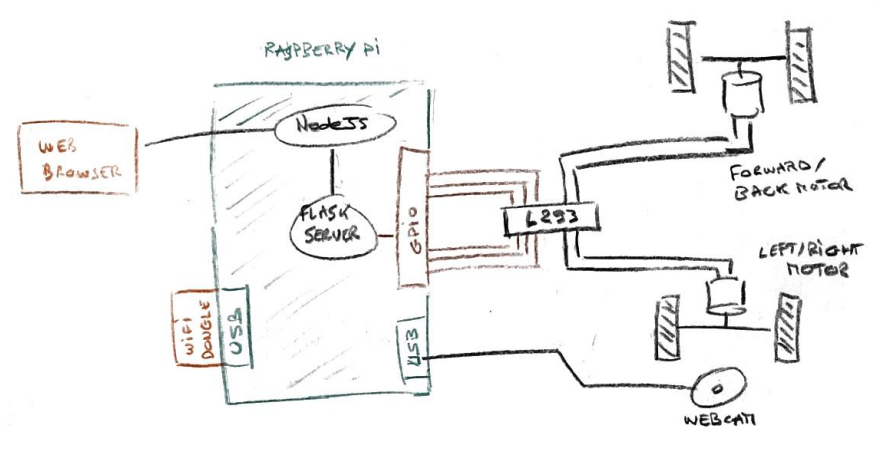 RASPBERRY Pi
NodeJS
WEB
BROWSER
FLASK
SERVER
GPIO
L293
FORWARD/
BACK MOTOR
LEFT/RIGHT
MOTOR
WIFI
DONGLE
USB
USB
WEBCAM